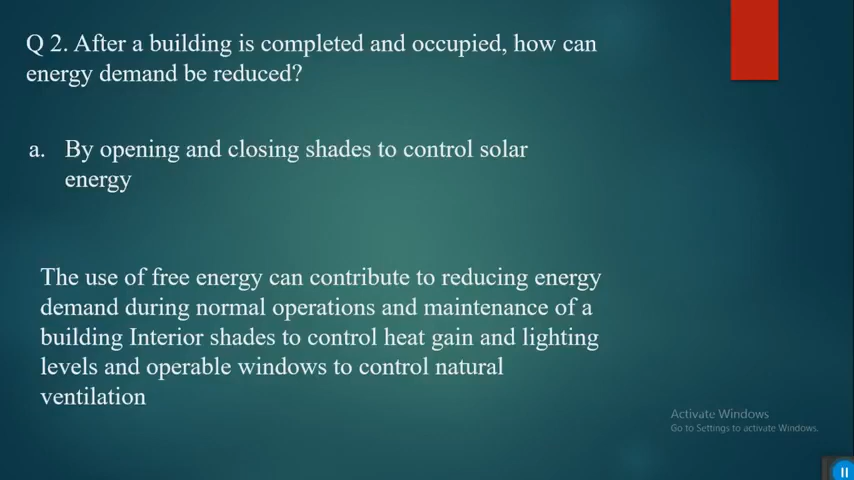 Q 2. After a building is completed and occupied, how can
energy demand be reduced?
a. By opening and closing shades to control solar
energy
The use of free energy can contribute to reducing energy
demand during normal operations and maintenance of a
building Interior shades to control heat gain and lighting
levels and operable windows to control natural
ventilation
Activate Windows
Go to Settings to activate Windows.